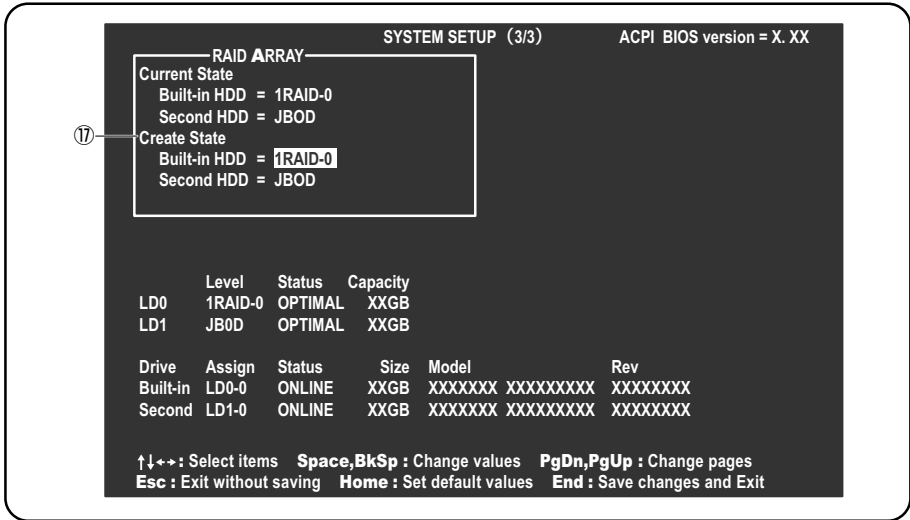 SYSTEM SETUP (3/3) ACPI BIOS version = X. XX
RAID ARRAY
Current State
Built-in HDD = 1RAID-0
Second HDD = JBOD
⑰
Create State
Built-in HDD = 1RAID-0
Second HDD = JBOD
Level Status Capacity
LD0 1RAID-0 OPTIMAL XXGB
LD1 JB0D OPTIMAL XXGB
Drive Assign Status Size Model Rev
Built-in LD0-0 ONLINE XXGB XXXXXXX XXXXXXXXX XXXXXXXX
Second LD1-0 ONLINE XXGB XXXXXXX XXXXXXXXX XXXXXXXX
↑↓←→: Select items Space,BkSp : Change values PgDn,PgUp : Change pages
Esc : Exit without saving Home : Set default values End : Save changes and Exit